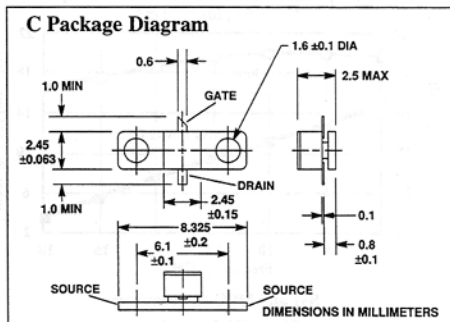 C Package Diagram
1.6 ±0.1 DIA
0.6
2.5 MAX
1.0 MIN
GATE
2.45
±0.063
DRAIN
1.0 MIN
2.45
±0.15
0.1
8.325
±0.2
0.8
±0.1
6.1
±0.1
SOURCE
SOURCE
DIMENSIONS IN MILLIMETERS